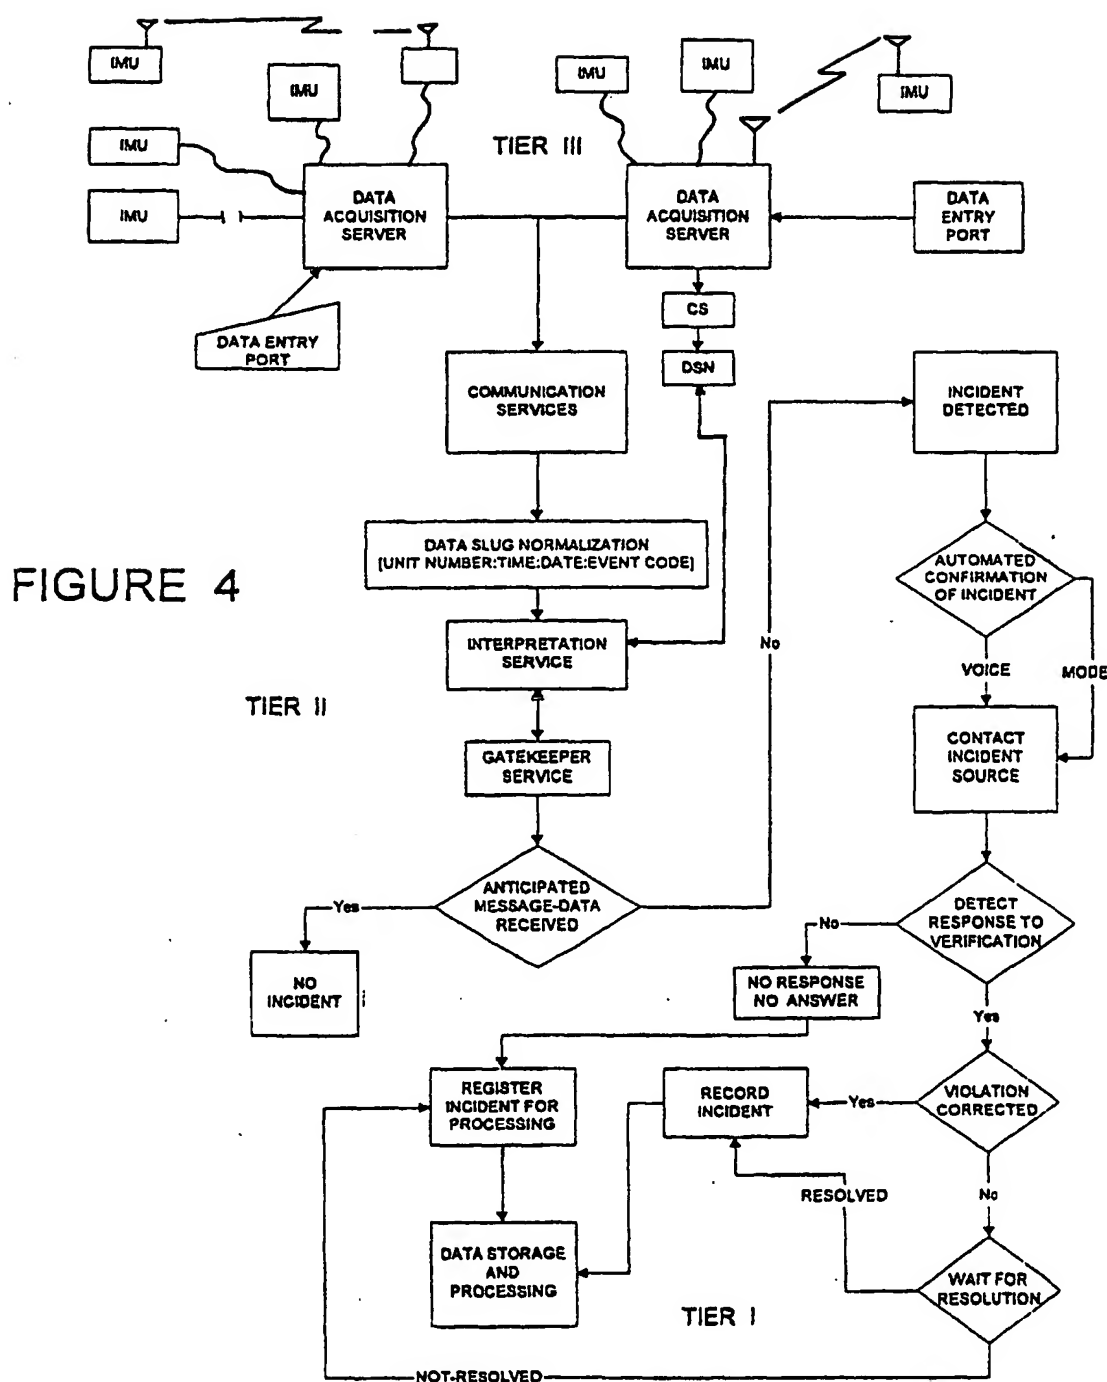 IMU
IMU
IMU
IMU
IMU
IMU
IMU
TIER III
DATA
ACQUISITION
SERVER
DATA
ACQUISITION
SERVER
DATA
ENTRY
PORT
DATA ENTRY
PORT
CS
DSN
COMMUNICATION
SERVICES
INCIDENT
DETECTED
DATA SLUG NORMALIZATION
[UNIT NUMBER:TIME:DATE:EVENT CODE]
AUTOMATED
CONFIRMATION
OF INCIDENT
FIGURE 4
INTERPRETATION
SERVICE
No
VOICE
MODE
TIER II
CONTACT
INCIDENT
SOURCE
GATEKEEPER
SERVICE
ANTICIPATED
MESSAGE-DATA
RECEIVED
Yes
DETECT
RESPONSE TO
VERIFICATION
No
NO
INCIDENT
NO RESPONSE
NO ANSWER
Yes
REGISTER
INCIDENT FOR
PROCESSING
RECORD
INCIDENT
Yes
VIOLATION
CORRECTED
RESOLVED
No
DATA STORAGE
AND
PROCESSING
WAIT FOR
RESOLUTION
TIER I
NOT-RESOLVED